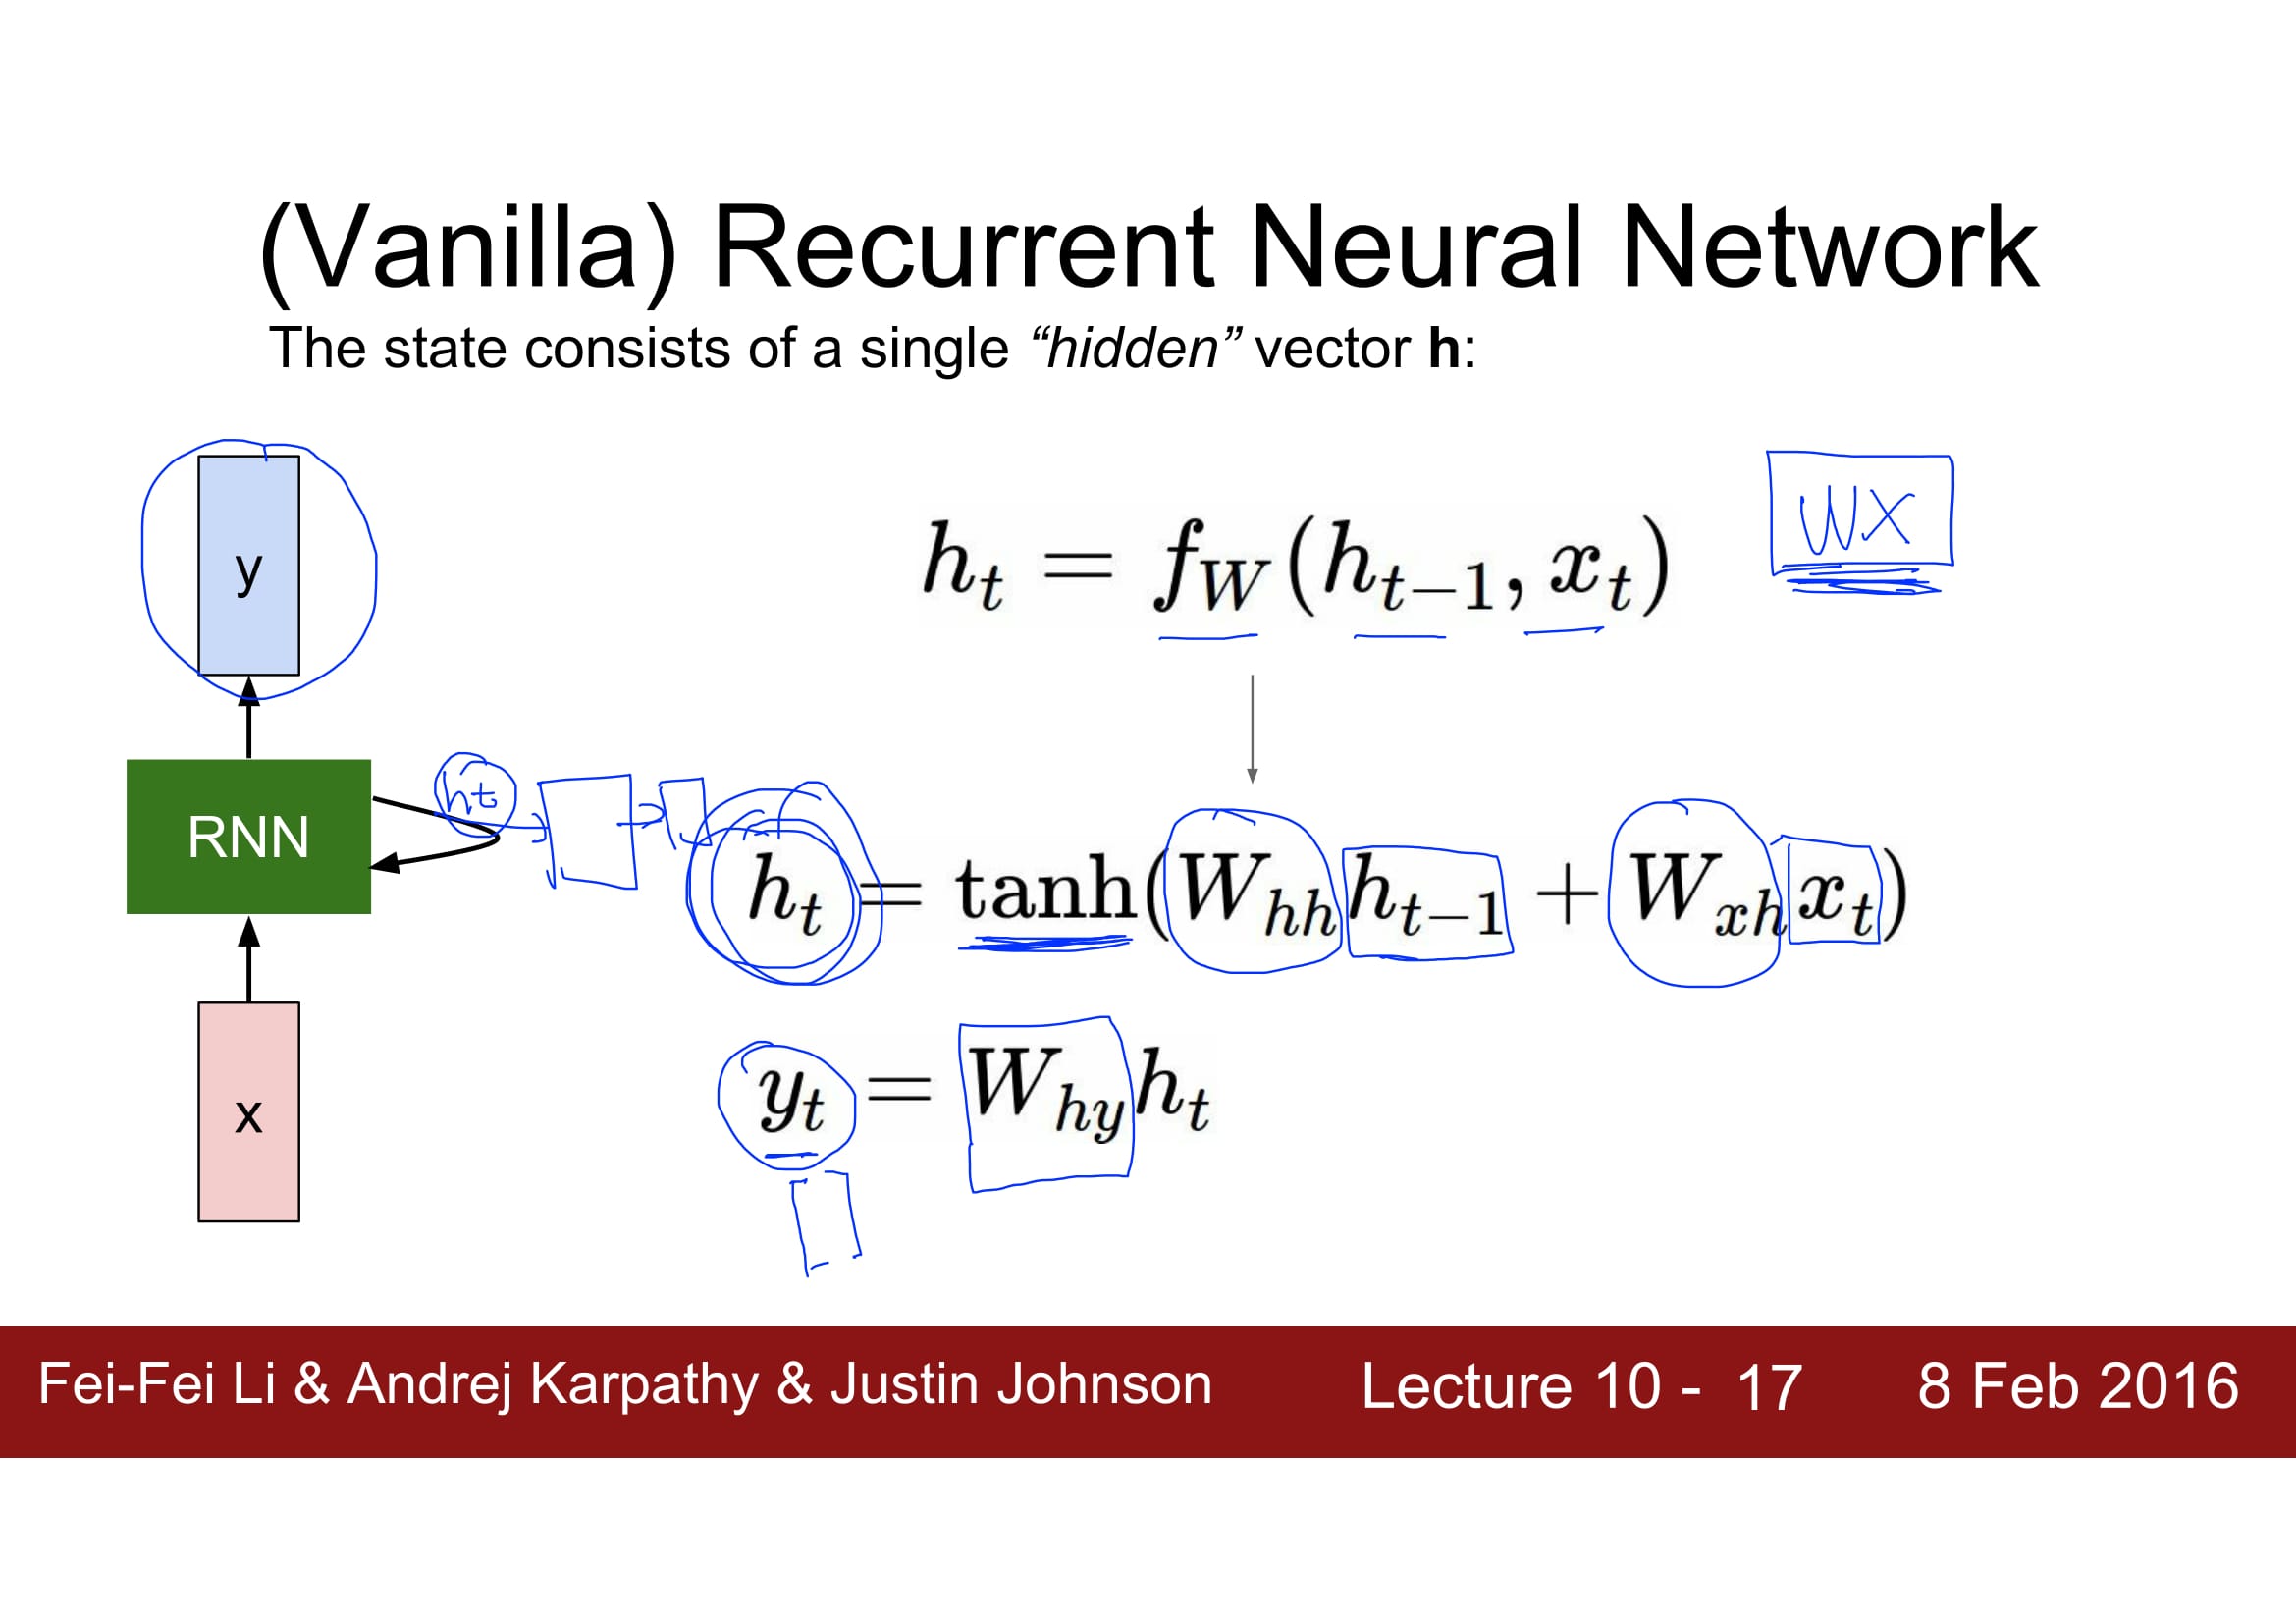 (Vanilla) Recurrent Neural Network
The state consists of a single “hidden” vector h:
y
h_t = f_W(h_{t-1}, x_t)
WX
RNN
ht
h_t = tanh(W_{hh}h_{t-1} + W_{xh}x_t)
x
y_t = W_{hy}h_t
Fei-Fei Li & Andrej Karpathy & Justin Johnson Lecture 10 - 17 8 Feb 2016